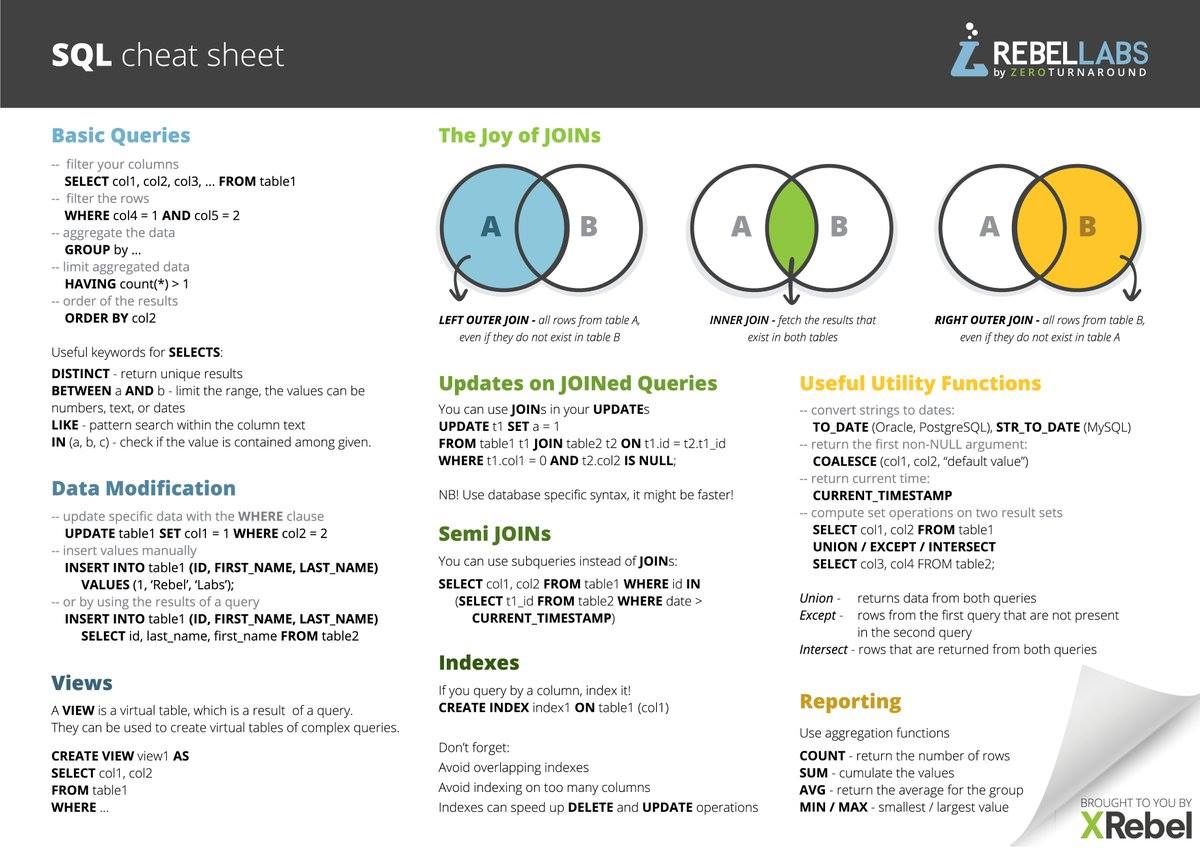 SQL cheat sheet
REBELLABS
by ZEROTURNAROUND
Basic Queries
-- filter your columns
SELECT col1, col2, col3, ... FROM table1
-- filter the rows
WHERE col4 = 1 AND col5 = 2
-- aggregate the data
GROUP by ...
-- limit aggregated data
HAVING count(*) > 1
-- order of the results
ORDER BY col2
Useful keywords for SELECTS:
DISTINCT - return unique results
BETWEEN a AND b - limit the range, the values can be
numbers, text, or dates
LIKE - pattern search within the column text
IN (a, b, c) - check if the value is contained among given.
Data Modification
-- update specific data with the WHERE clause
UPDATE table1 SET col1 = 1 WHERE col2 = 2
-- insert values manually
INSERT INTO table1 (ID, FIRST_NAME, LAST_NAME)
VALUES (1, ‘Rebel’, ‘Labs’);
-- or by using the results of a query
INSERT INTO table1 (ID, FIRST_NAME, LAST_NAME)
SELECT id, last_name, first_name FROM table2
Views
A VIEW is a virtual table, which is a result of a query.
They can be used to create virtual tables of complex queries.
CREATE VIEW view1 AS
SELECT col1, col2
FROM table1
WHERE ...
The Joy of JOINs
A B
A B
A B
LEFT OUTER JOIN - all rows from table A,
even if they do not exist in table B
INNER JOIN - fetch the results that
exist in both tables
RIGHT OUTER JOIN - all rows from table B,
even if they do not exist in table A
Updates on JOINed Queries
You can use JOINs in your UPDATEs
UPDATE t1 SET a = 1
FROM table1 t1 JOIN table2 t2 ON t1.id = t2.t1_id
WHERE t1.col1 = 0 AND t2.col2 IS NULL;
NB! Use database specific syntax, it might be faster!
Semi JOINs
You can use subqueries instead of JOINs:
SELECT col1, col2 FROM table1 WHERE id IN
(SELECT t1_id FROM table2 WHERE date >
CURRENT_TIMESTAMP)
Indexes
If you query by a column, index it!
CREATE INDEX index1 ON table1 (col1)
Don’t forget:
Avoid overlapping indexes
Avoid indexing on too many columns
Indexes can speed up DELETE and UPDATE operations
Useful Utility Functions
-- convert strings to dates:
TO_DATE (Oracle, PostgreSQL), STR_TO_DATE (MySQL)
-- return the first non-NULL argument:
COALESCE (col1, col2, “default value”)
-- return current time:
CURRENT_TIMESTAMP
-- compute set operations on two result sets
SELECT col1, col2 FROM table1
UNION / EXCEPT / INTERSECT
SELECT col3, col4 FROM table2;
Union - returns data from both queries
Except - rows from the first query that are not present
in the second query
Intersect - rows that are returned from both queries
Reporting
Use aggregation functions
COUNT - return the number of rows
SUM - cumulate the values
AVG - return the average for the group
MIN / MAX - smallest / largest value
BROUGHT TO YOU BY
XRebel